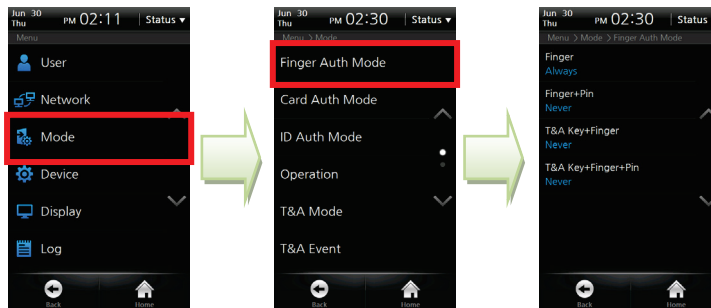 Jun 30
Thu
PM 02:11
Status ▾
Menu
User
Network
Mode
Device
Display
Log
Back
Home
Jun 30
Thu
PM 02:30
Status ▾
Menu > Mode
Finger Auth Mode
Card Auth Mode
ID Auth Mode
Operation
T&A Mode
T&A Event
Back
Home
Jun 30
Thu
PM 02:30
Status
Menu > Mode > Finger Auth Mode
Finger
Always
Finger+Pin
Never
T&A Key+Finger
Never
T&A Key+Finger+Pin
Never
Back
Home